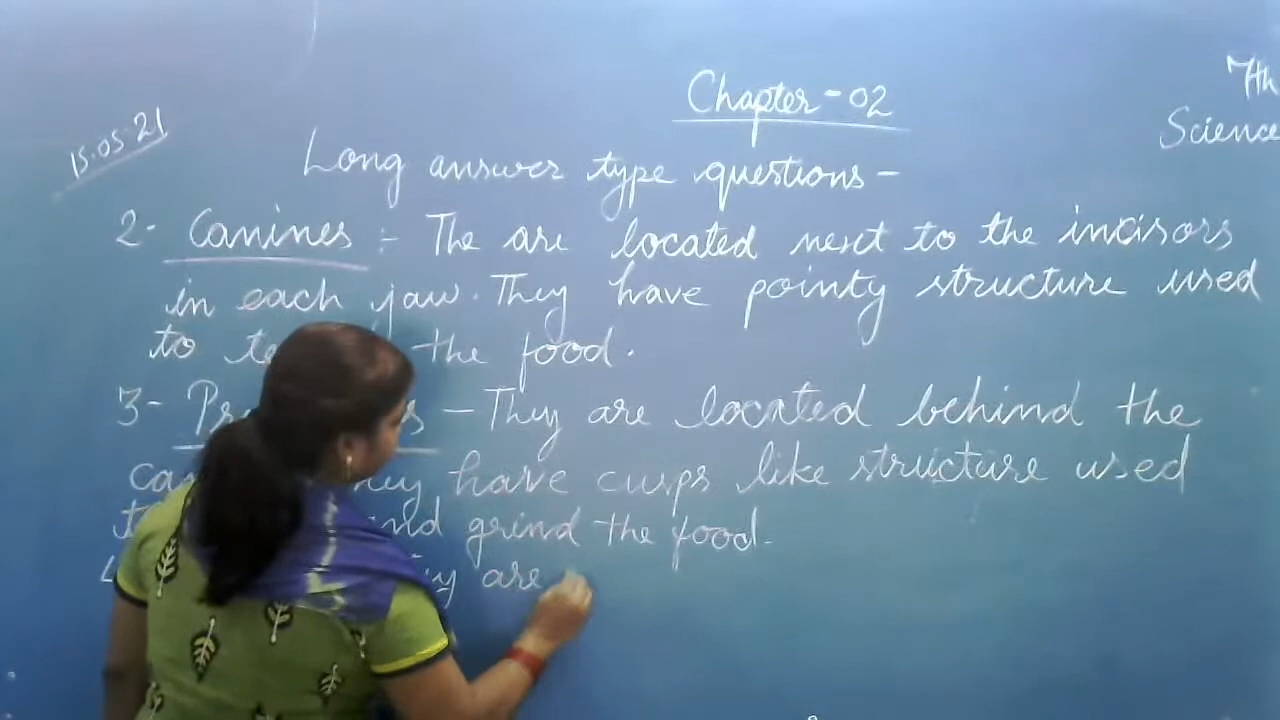 7th
Science
15.05.21
Chapter-02
Long answer type questions-
2- Canines :- The are located next to the incisors
in each jaw. They have pointy structure used
to the food.
3- - They are located behind the
have cusps like structure used
grind the food.
are